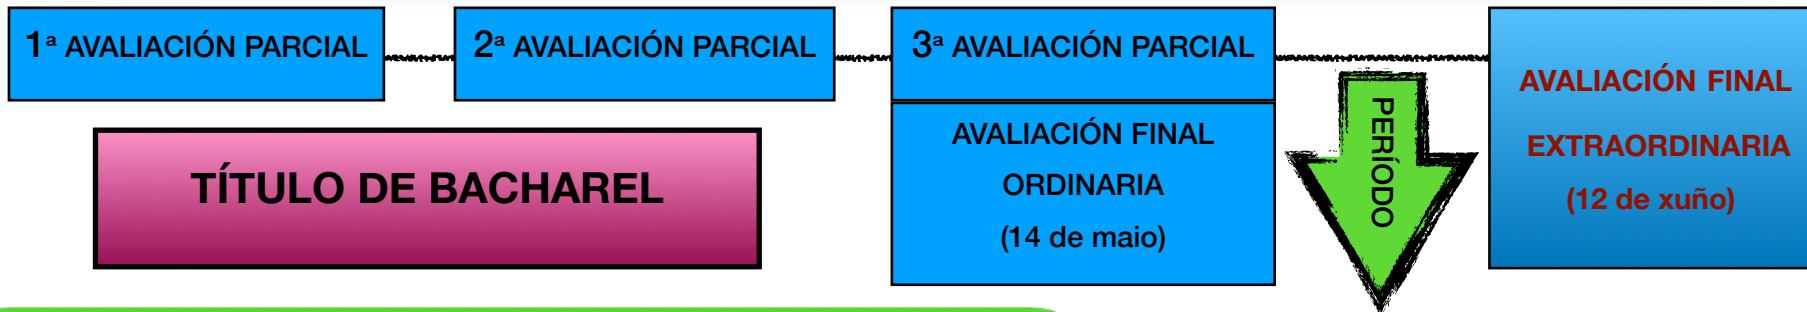 1ª AVALIACIÓN PARCIAL
2ª AVALIACIÓN PARCIAL
3ª AVALIACIÓN PARCIAL
AVALIACIÓN FINAL
ORDINARIA
(14 de maio)
PERÍODO
AVALIACIÓN FINAL
EXTRAORDINARIA
(12 de xuño)
TÍTULO DE BACHAREL